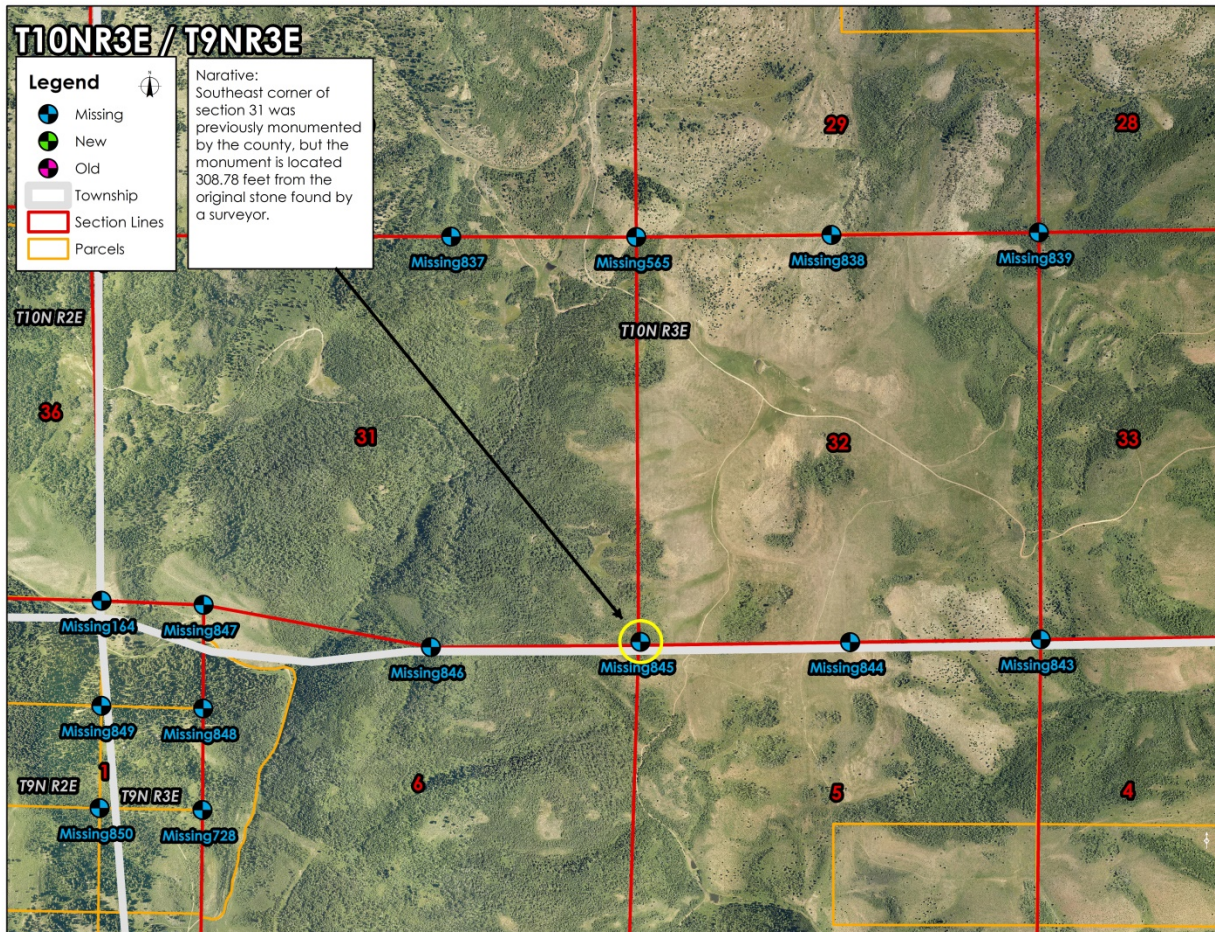 T10NR3E / T9NR3E
Legend
N
Missing
New
Old
Township
Section Lines
Parcels
Narative:
Southeast corner of
section 31 was
previously monumented
by the county, but the
monument is located
308.78 feet from the
original stone found by
a surveyor.
29
28
Missing837
Missing565
Missing838
Missing839
T10N R2E
T10N R3E
36
31
32
33
Missing164
Missing847
Missing846
Missing845
Missing844
Missing843
Missing849
Missing848
1
6
5
4
T9N R2E
T9N R3E
Missing850
Missing728